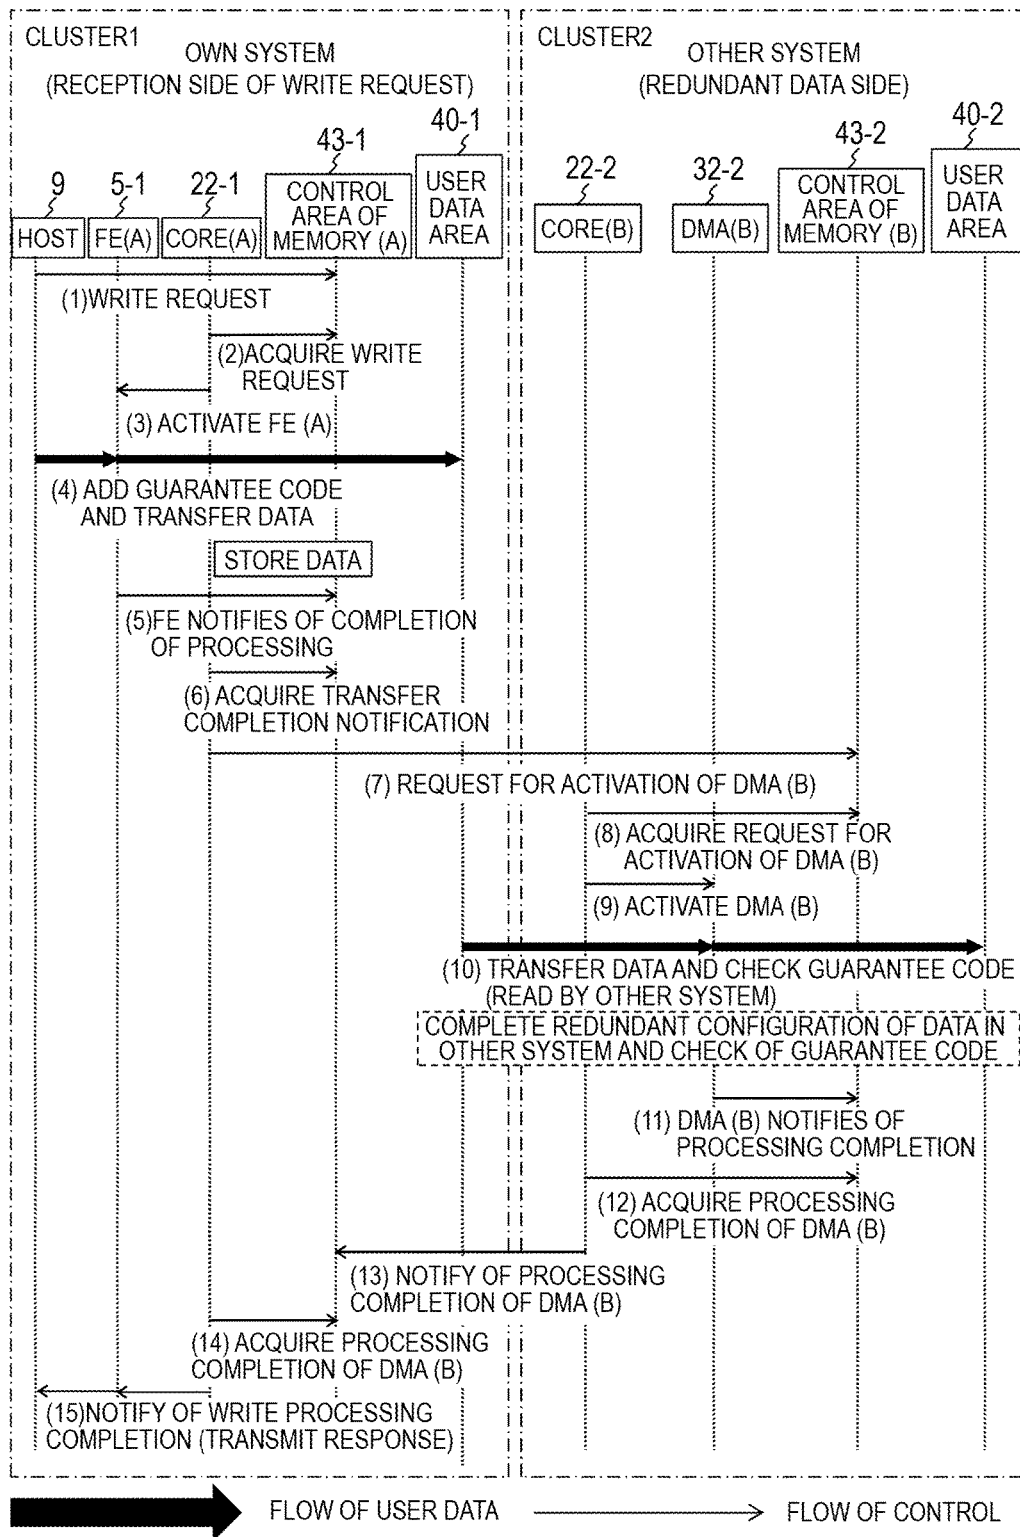 CLUSTER1
OWN SYSTEM
(RECEPTION SIDE OF WRITE REQUEST)
CLUSTER2
OTHER SYSTEM
(REDUNDANT DATA SIDE)
9
5-1
22-1
43-1
40-1
22-2
32-2
43-2
40-2
HOST
FE(A)
CORE(A)
CONTROL
AREA OF
MEMORY (A)
USER
DATA
AREA
CORE(B)
DMA(B)
CONTROL
AREA OF
MEMORY (B)
USER
DATA
AREA
(1)WRITE REQUEST
(2)ACQUIRE WRITE
REQUEST
(3) ACTIVATE FE (A)
(4) ADD GUARANTEE CODE
AND TRANSFER DATA
STORE DATA
(5)FE NOTIFIES OF COMPLETION
OF PROCESSING
(6) ACQUIRE TRANSFER
COMPLETION NOTIFICATION
(7) REQUEST FOR ACTIVATION OF DMA (B)
(8) ACQUIRE REQUEST FOR
ACTIVATION OF DMA (B)
(9) ACTIVATE DMA (B)
(10) TRANSFER DATA AND CHECK GUARANTEE CODE
(READ BY OTHER SYSTEM)
COMPLETE REDUNDANT CONFIGURATION OF DATA IN
OTHER SYSTEM AND CHECK OF GUARANTEE CODE
(11) DMA (B) NOTIFIES OF
PROCESSING COMPLETION
(12) ACQUIRE PROCESSING
COMPLETION OF DMA (B)
(13) NOTIFY OF PROCESSING
COMPLETION OF DMA (B)
(14) ACQUIRE PROCESSING
COMPLETION OF DMA (B)
(15)NOTIFY OF WRITE PROCESSING
COMPLETION (TRANSMIT RESPONSE)
FLOW OF USER DATA
FLOW OF CONTROL